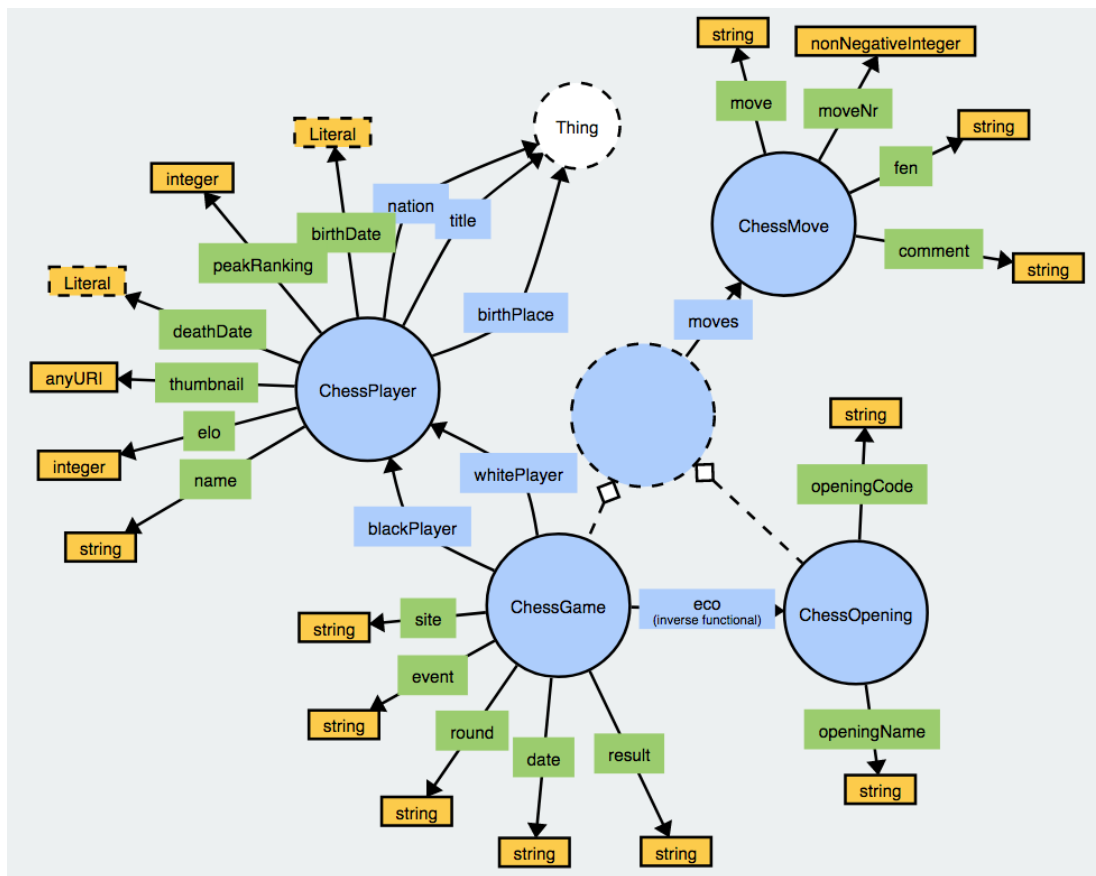 string
nonNegativeInteger
move
moveNr
Thing
Literal
string
fen
integer
nation
title
ChessMove
birthDate
comment
peakRanking
string
Literal
birthPlace
moves
deathDate
anyURI
thumbnail
ChessPlayer
string
elo
integer
name
whitePlayer
openingCode
blackPlayer
string
ChessGame
eco
(inverse functional)
ChessOpening
site
string
event
string
round
openingName
date
result
string
string
string
string